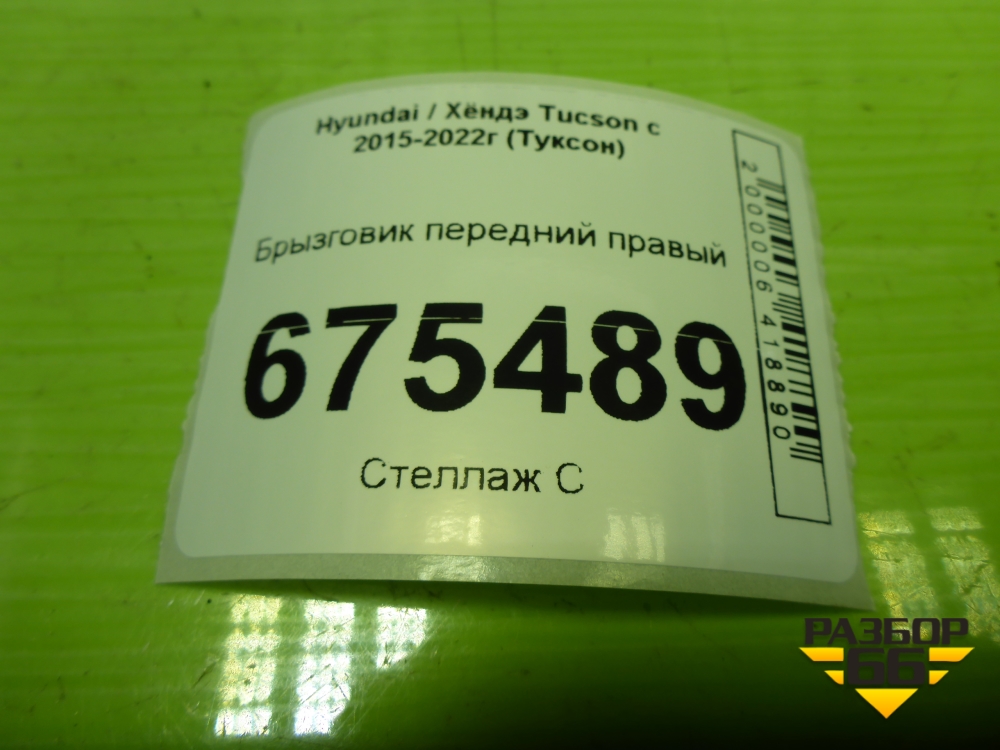 Hyundai / Хёндэ Tucson с
2015-2022г (Туксон)
Брызговик передний правый
675489
Стеллаж С
2000006418890
РАЗБОР
66